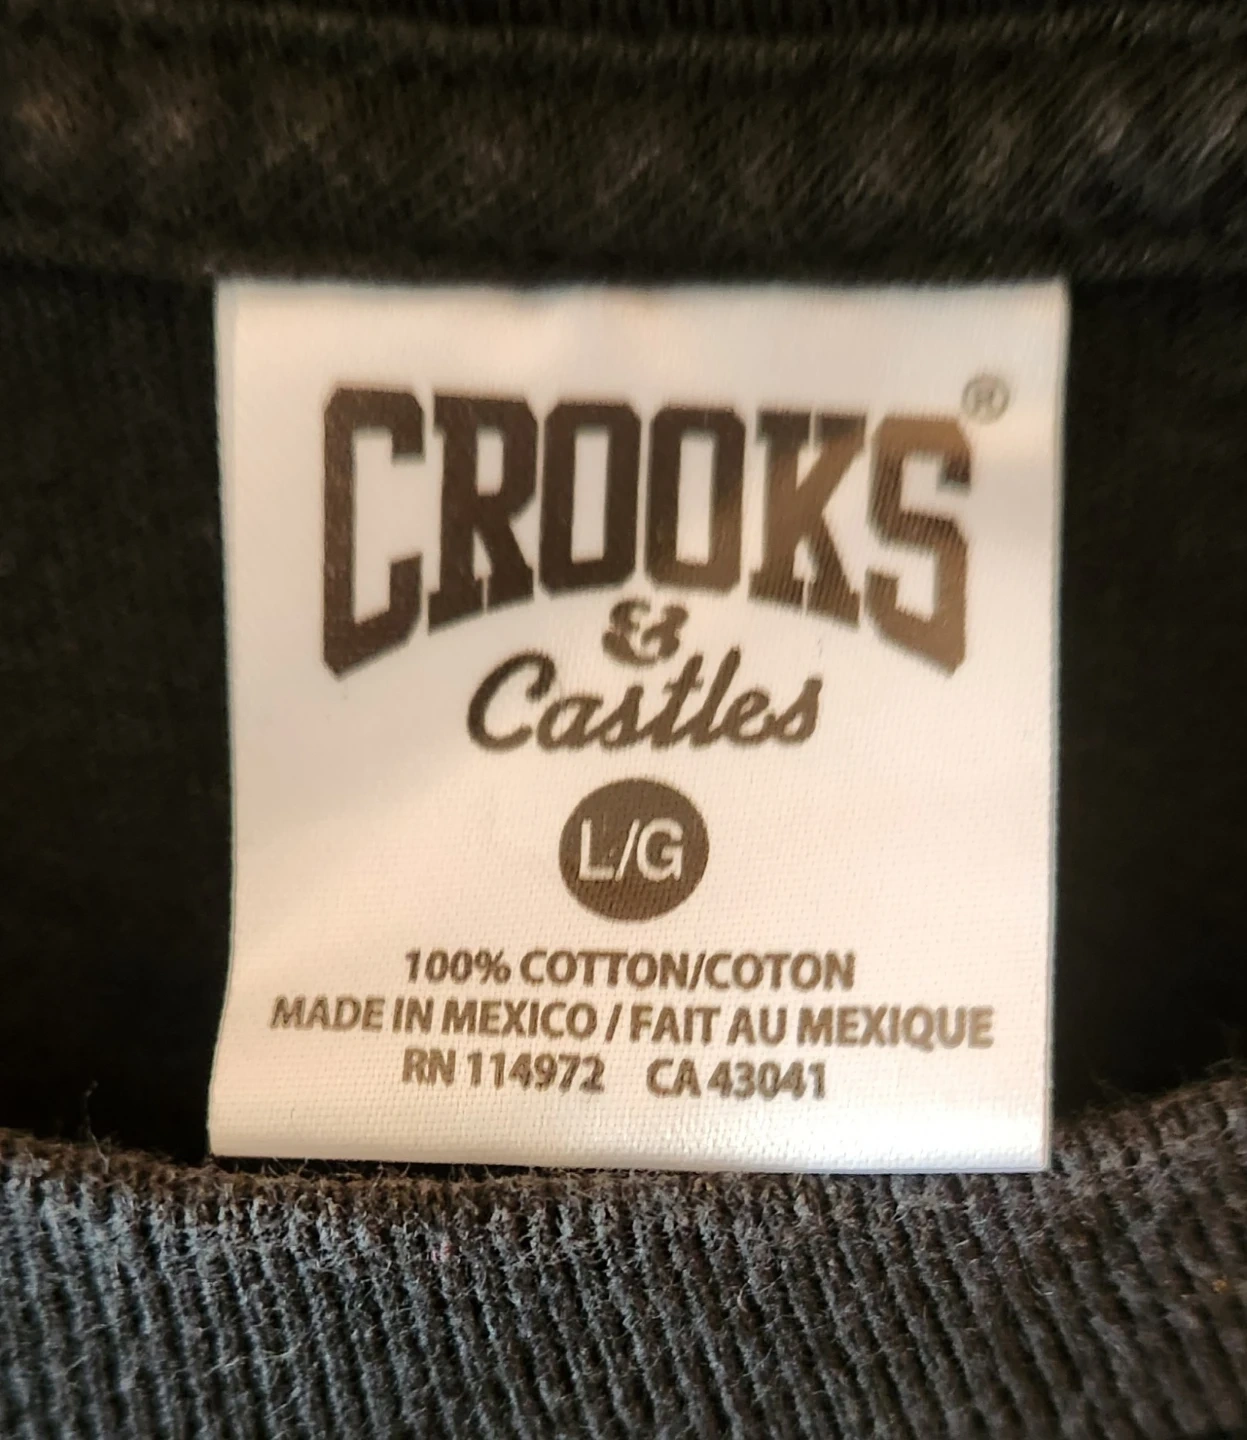 CROOKS®
&
Castles
L/G
100% COTTON/COTON
MADE IN MEXICO / FAIT AU MEXIQUE
RN 114972 CA 43041